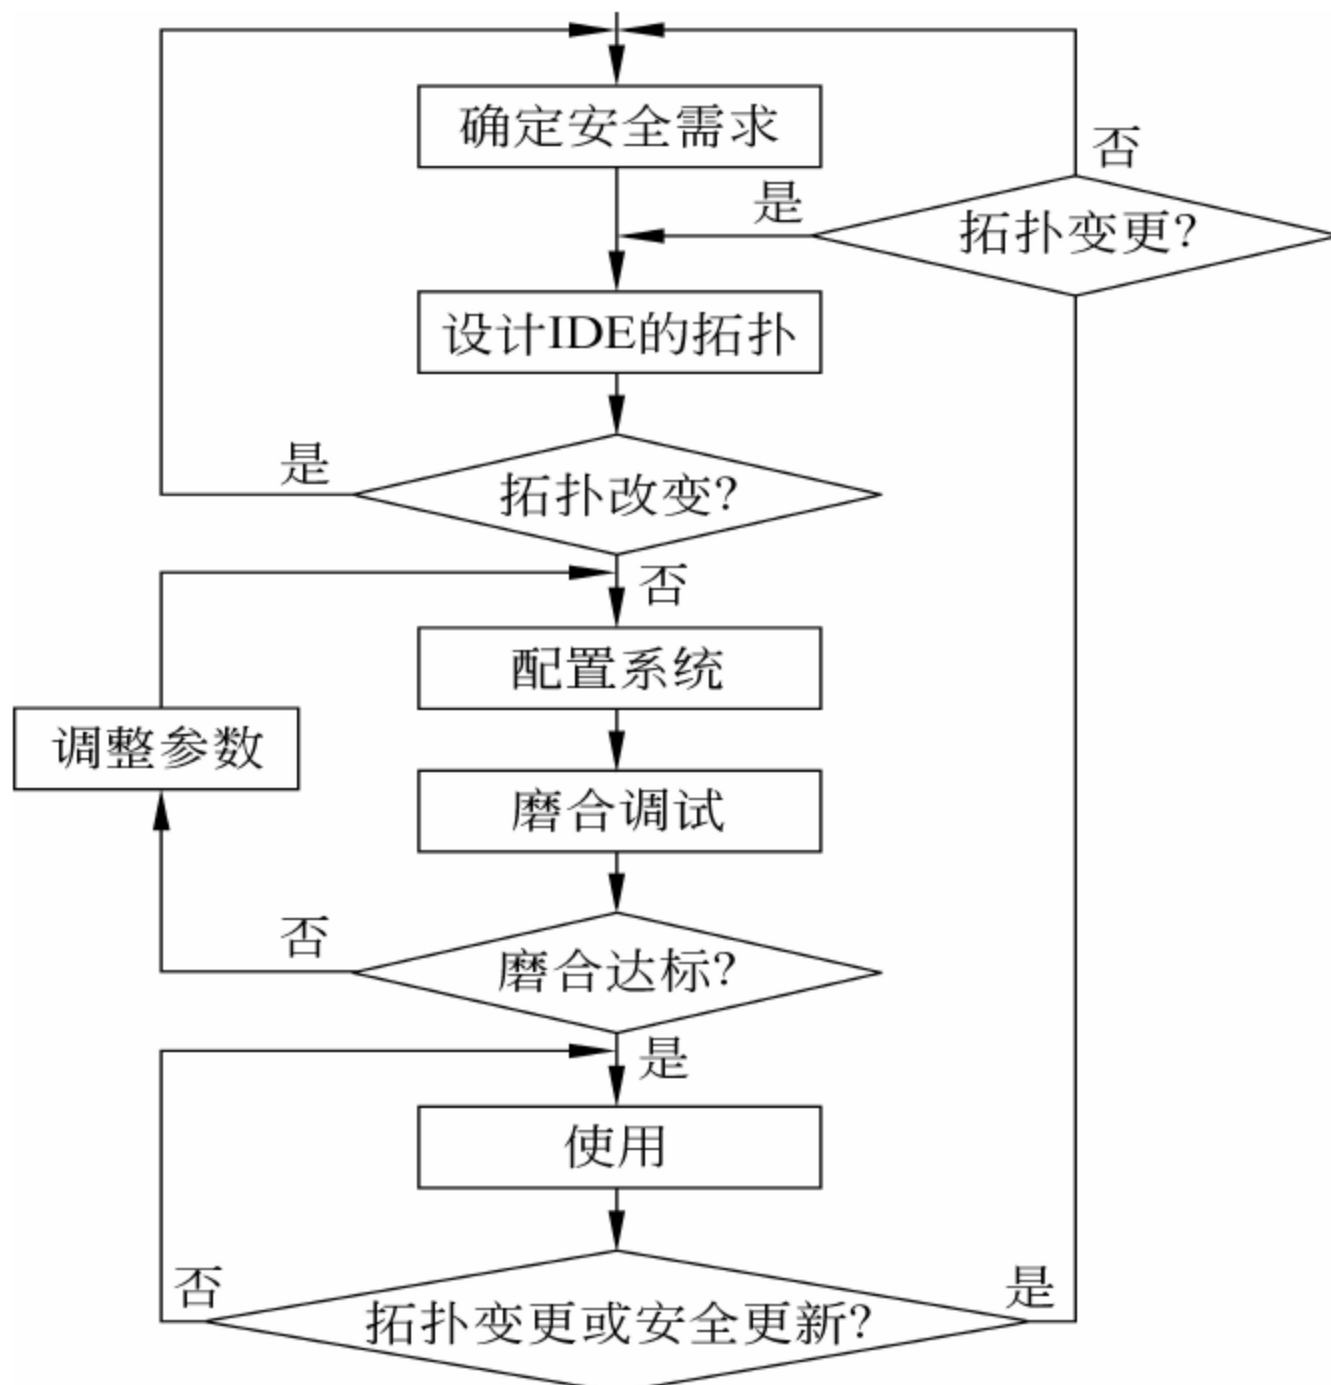 确定安全需求
否
是
拓扑变更?
设计IDE的拓扑
是
拓扑改变?
否
配置系统
调整参数
磨合调试
否
磨合达标?
是
使用
否
是
拓扑变更或安全更新?